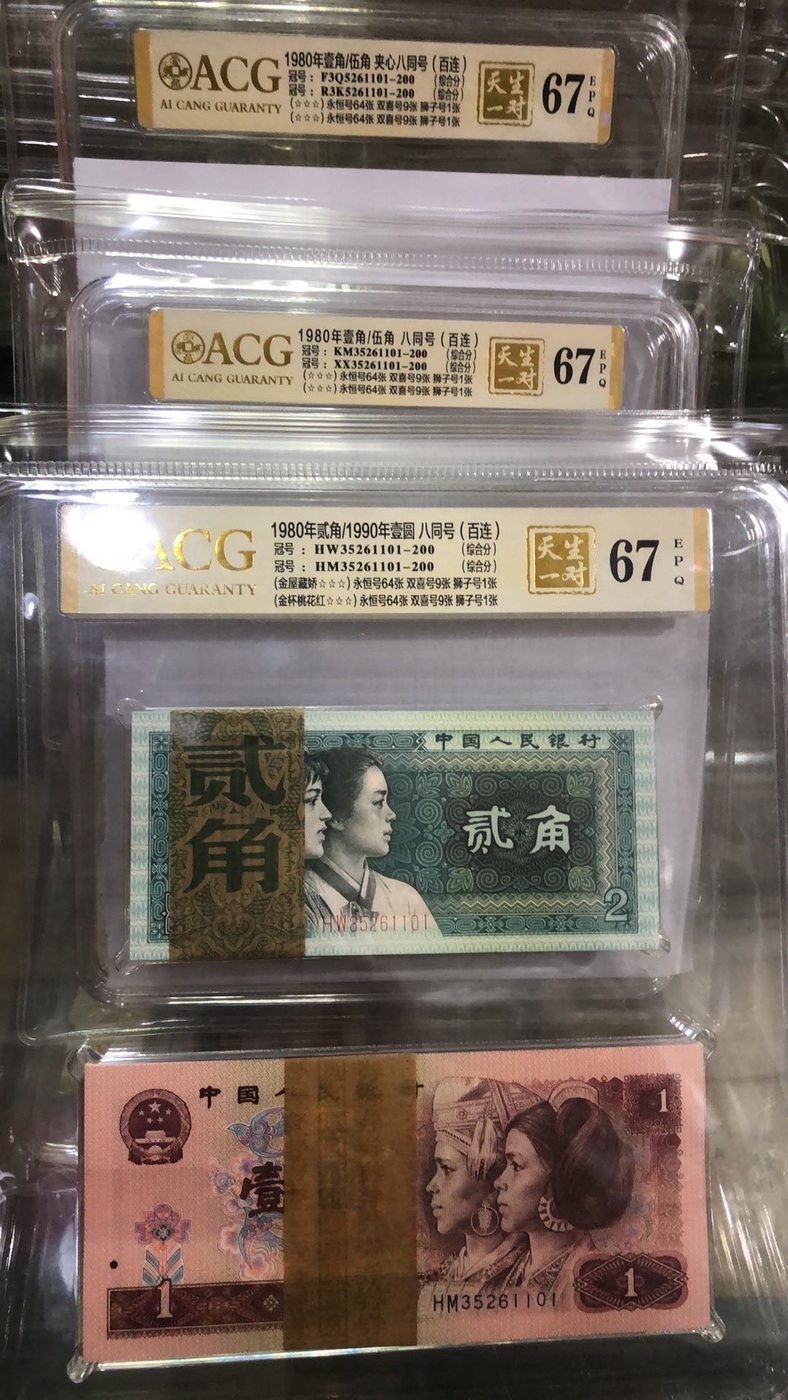 ACG
AI CANG GUARANTY
1980年壹角/伍角 夹心八同号(百连)
冠号：F3Q5261101-200 (综合分)
冠号：R3K5261101-200 (综合分)
(☆☆☆)永恒号64张 双喜号9张 狮子号1张
(☆☆☆)永恒号64张 双喜号9张 狮子号1张
天生
一对
67
EPQ
ACG
AI CANG GUARANTY
1980年壹角/伍角 八同号(百连)
冠号：KM35261101-200 (综合分)
冠号：XX35261101-200 (综合分)
(☆☆☆)永恒号64张 双喜号9张 狮子号1张
(☆☆☆)永恒号64张 双喜号9张 狮子号1张
天生
一对
67
EPQ
ACG
AI CANG GUARANTY
1980年贰角/1990年壹圆 八同号(百连)
冠号：HW35261101-200 (综合分)
冠号：HM35261101-200 (综合分)
(金屋藏娇☆☆☆)永恒号64张 双喜号9张 狮子号1张
(金杯桃花红☆☆☆)永恒号64张 双喜号9张 狮子号1张
天生
一对
67
EPQ
贰角
中国人民银行
贰角
HW35261101
2
中国人
1
壹
1
HM35261101
1